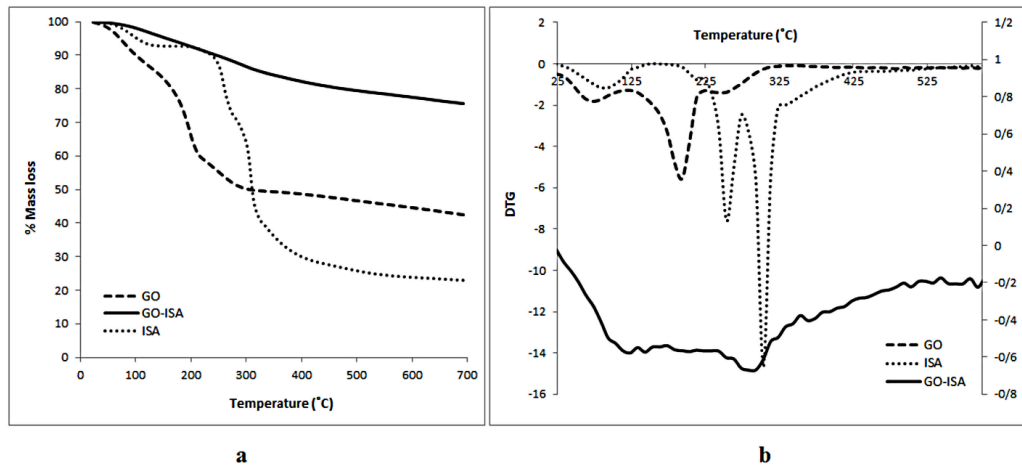 100
90
80
70
60
50
40
30
20
10
0
% Mass loss
GO
GO-ISA
ISA
0 100 200 300 400 500 600 700
Temperature (˚C)
a
2
0
-2
-4
-6
-8
-10
-12
-14
-16
DTG
Temperature (˚C)
25 125 225 325 425 525
1/2
1
0/8
0/6
0/4
0/2
0
-0/2
-0/4
-0/6
-0/8
GO
ISA
GO-ISA
b